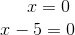 x = 0
x − 5 = 0